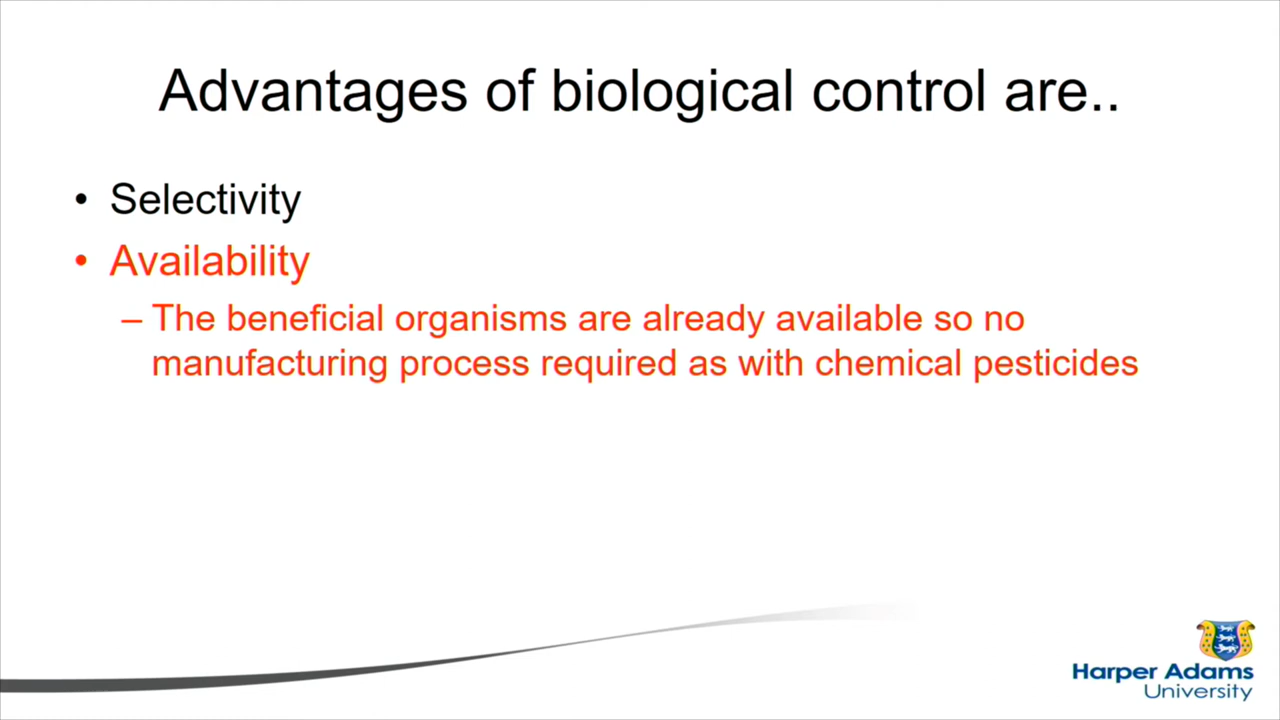 Advantages of biological control are..
• Selectivity
• Availability
– The beneficial organisms are already available so no
manufacturing process required as with chemical pesticides
Harper Adams
University